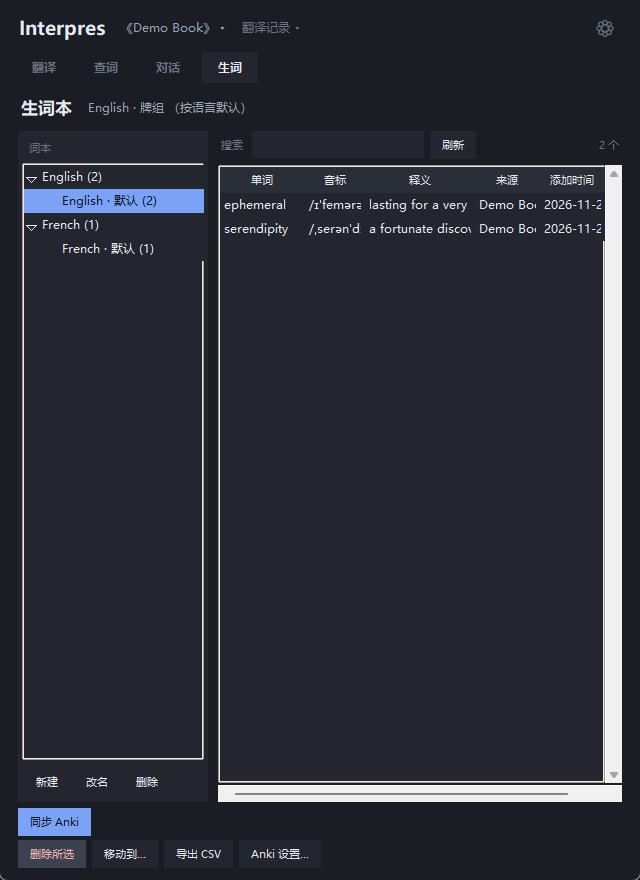 Interpres 《Demo Book》 翻译记录
翻译 查词 对话 生词
生词本 English · 牌组 （按语言默认）
词本
搜索 刷新 2 个
English (2)
English · 默认 (2)
French (1)
French · 默认 (1)
单词 音标 释义 来源 添加时间
ephemeral /ɪˈfemərə lasting for a very Demo Boo 2026-11-2
serendipity /ˌserənˈd a fortunate discov Demo Boo 2026-11-2
新建 改名 删除
同步 Anki
删除所选 移动到... 导出 CSV Anki 设置...